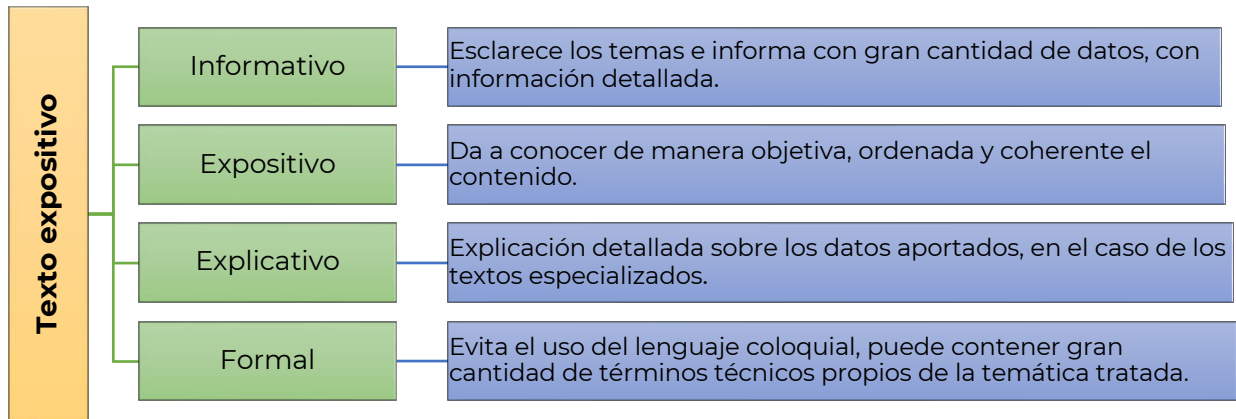 Texto expositivo
Informativo
Esclarece los temas e informa con gran cantidad de datos, con
información detallada.
Expositivo
Da a conocer de manera objetiva, ordenada y coherente el
contenido.
Explicativo
Explicación detallada sobre los datos aportados, en el caso de los
textos especializados.
Formal
Evita el uso del lenguaje coloquial, puede contener gran
cantidad de términos técnicos propios de la temática tratada.